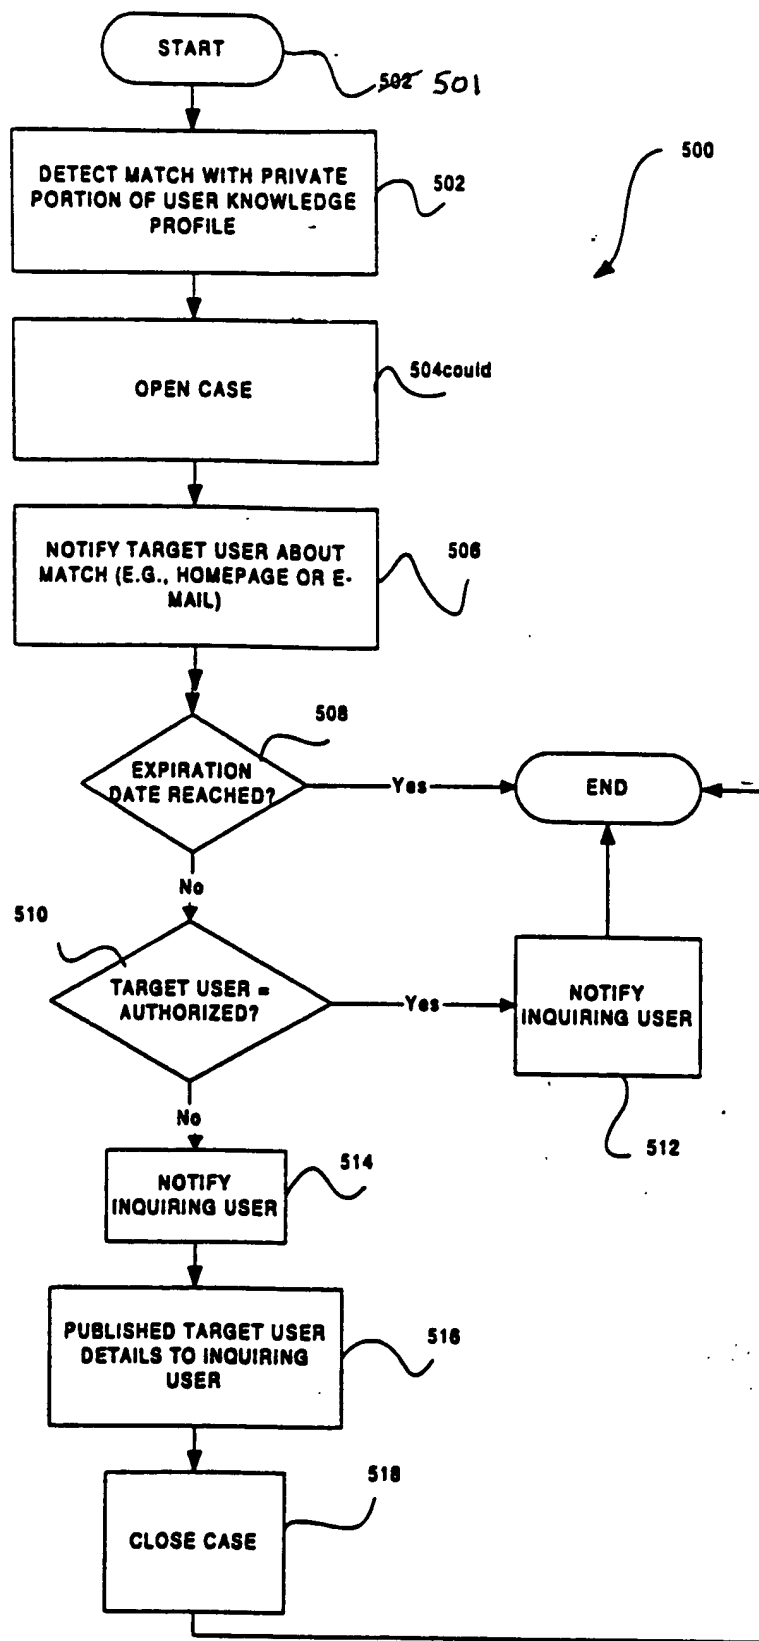 START
502 501
500
DETECT MATCH WITH PRIVATE
PORTION OF USER KNOWLEDGE
PROFILE
502
OPEN CASE
504could
NOTIFY TARGET USER ABOUT
MATCH (E.G., HOMEPAGE OR E-
MAIL)
506
508
EXPIRATION
DATE REACHED?
Yes
END
No
510
TARGET USER =
AUTHORIZED?
Yes
NOTIFY
INQUIRING USER
512
No
NOTIFY
INQUIRING USER
514
PUBLISHED TARGET USER
DETAILS TO INQUIRING
USER
516
CLOSE CASE
518